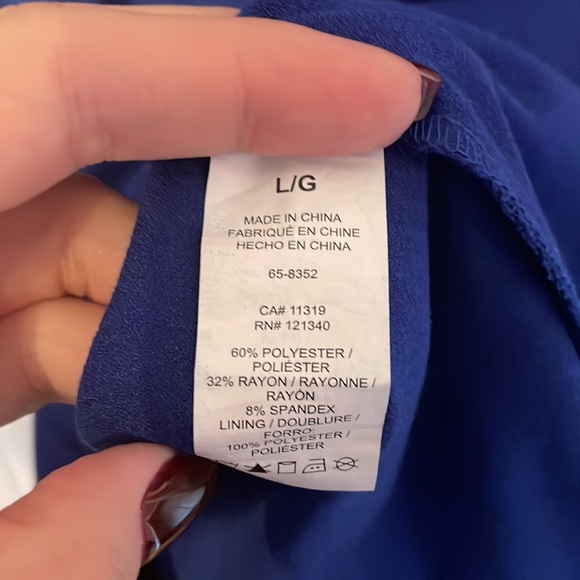 L/G
MADE IN CHINA
FABRIQUÉ EN CHINE
HECHO EN CHINA
65-8352
CA# 11319
RN# 121340
60% POLYESTER /
POLIÉSTER
32% RAYON / RAYONNE /
RAYÓN
8% SPANDEX
LINING / DOUBLURE /
FORRO:
100% POLYESTER /
POLIÉSTER